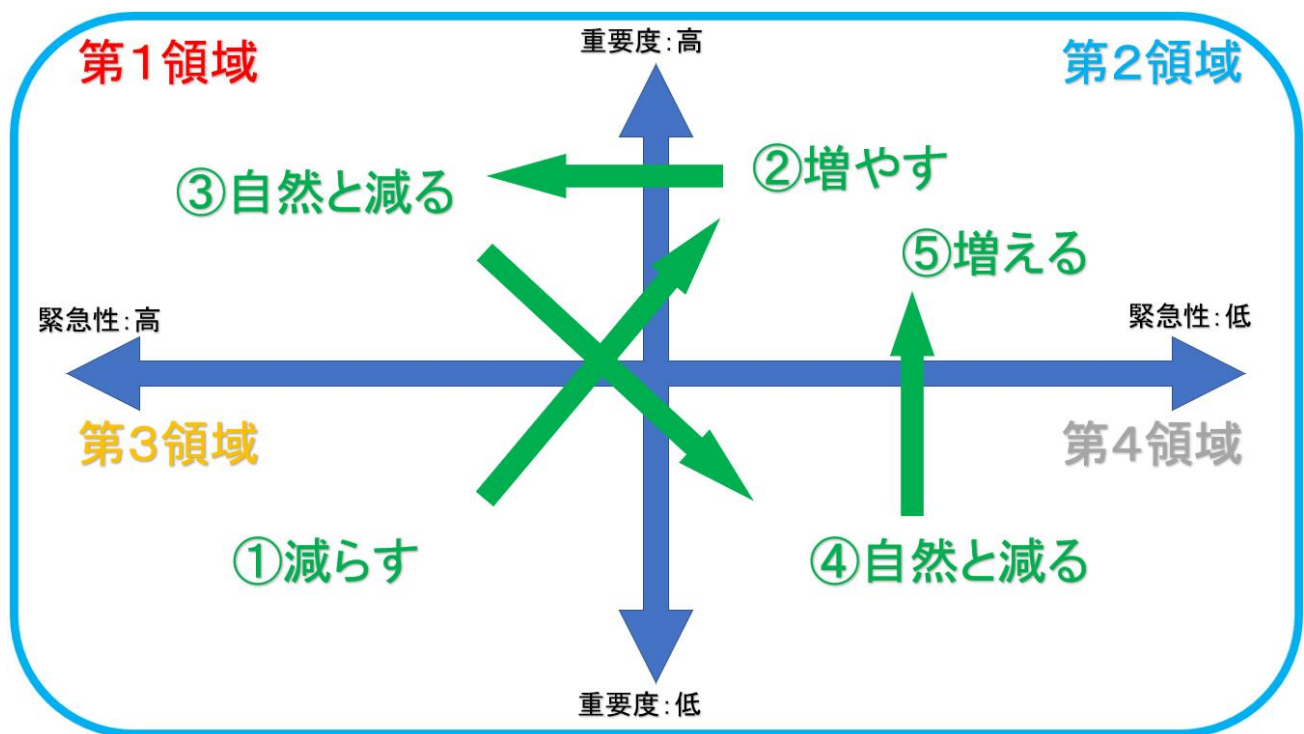 重要度：高
第１領域
第２領域
②増やす
③自然と減る
⑤増える
緊急性：高
緊急性：低
第３領域
第４領域
①減らす
④自然と減る
重要度：低